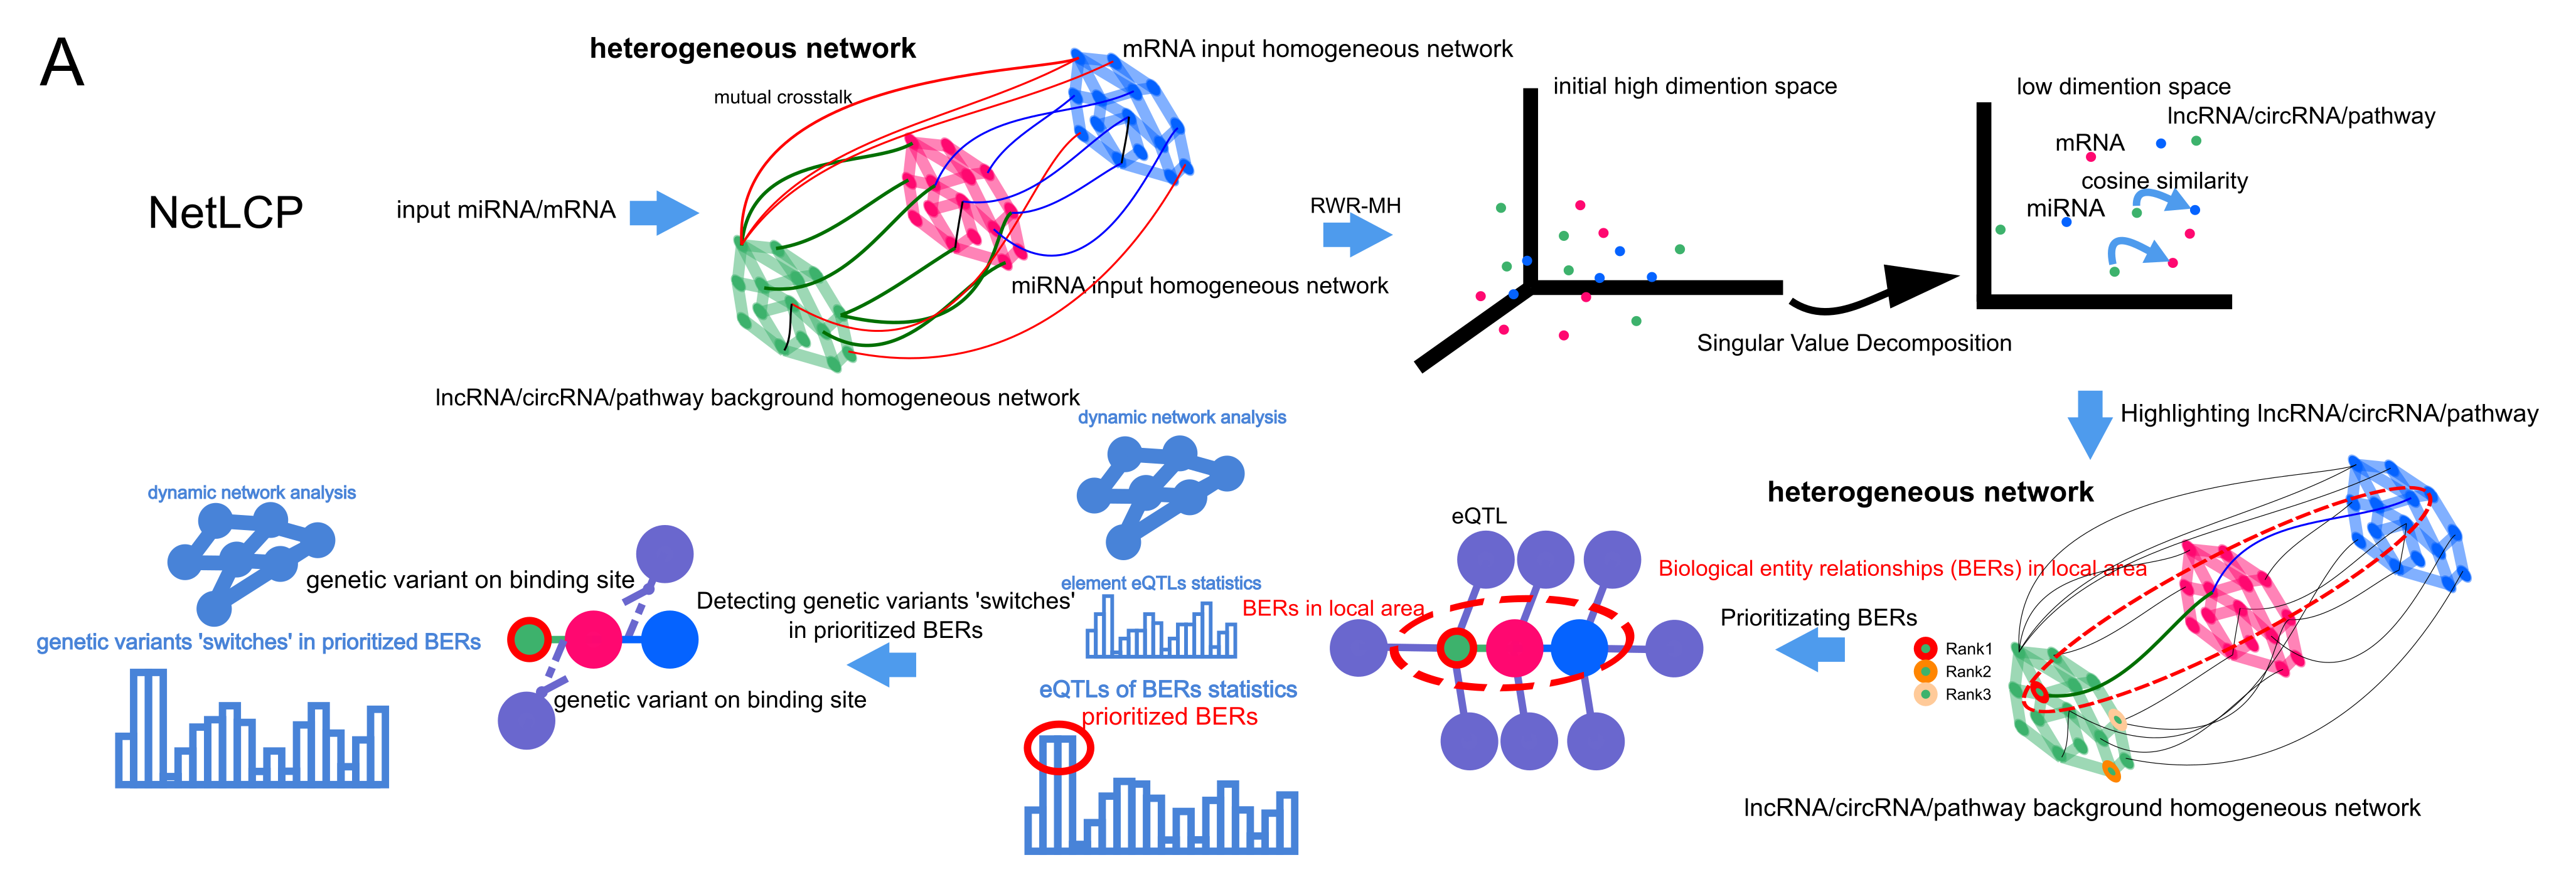 A
heterogeneous network
mRNA input homogeneous network
mutual crosstalk
NetLCP
input miRNA/mRNA
miRNA input homogeneous network
lncRNA/circRNA/pathway background homogeneous network
RWR-MH
initial high dimention space
Singular Value Decomposition
low dimention space
lncRNA/circRNA/pathway
mRNA
cosine similarity
miRNA
Highlighting lncRNA/circRNA/pathway
heterogeneous network
Biological entity relationships (BERs) in local area
Prioritizating BERs
Rank1
Rank2
Rank3
lncRNA/circRNA/pathway background homogeneous network
eQTL
BERs in local area
dynamic network analysis
element eQTLs statistics
eQTLs of BERs statistics
prioritized BERs
Detecting genetic variants 'switches'
in prioritized BERs
genetic variant on binding site
genetic variant on binding site
dynamic network analysis
genetic variants 'switches' in prioritized BERs